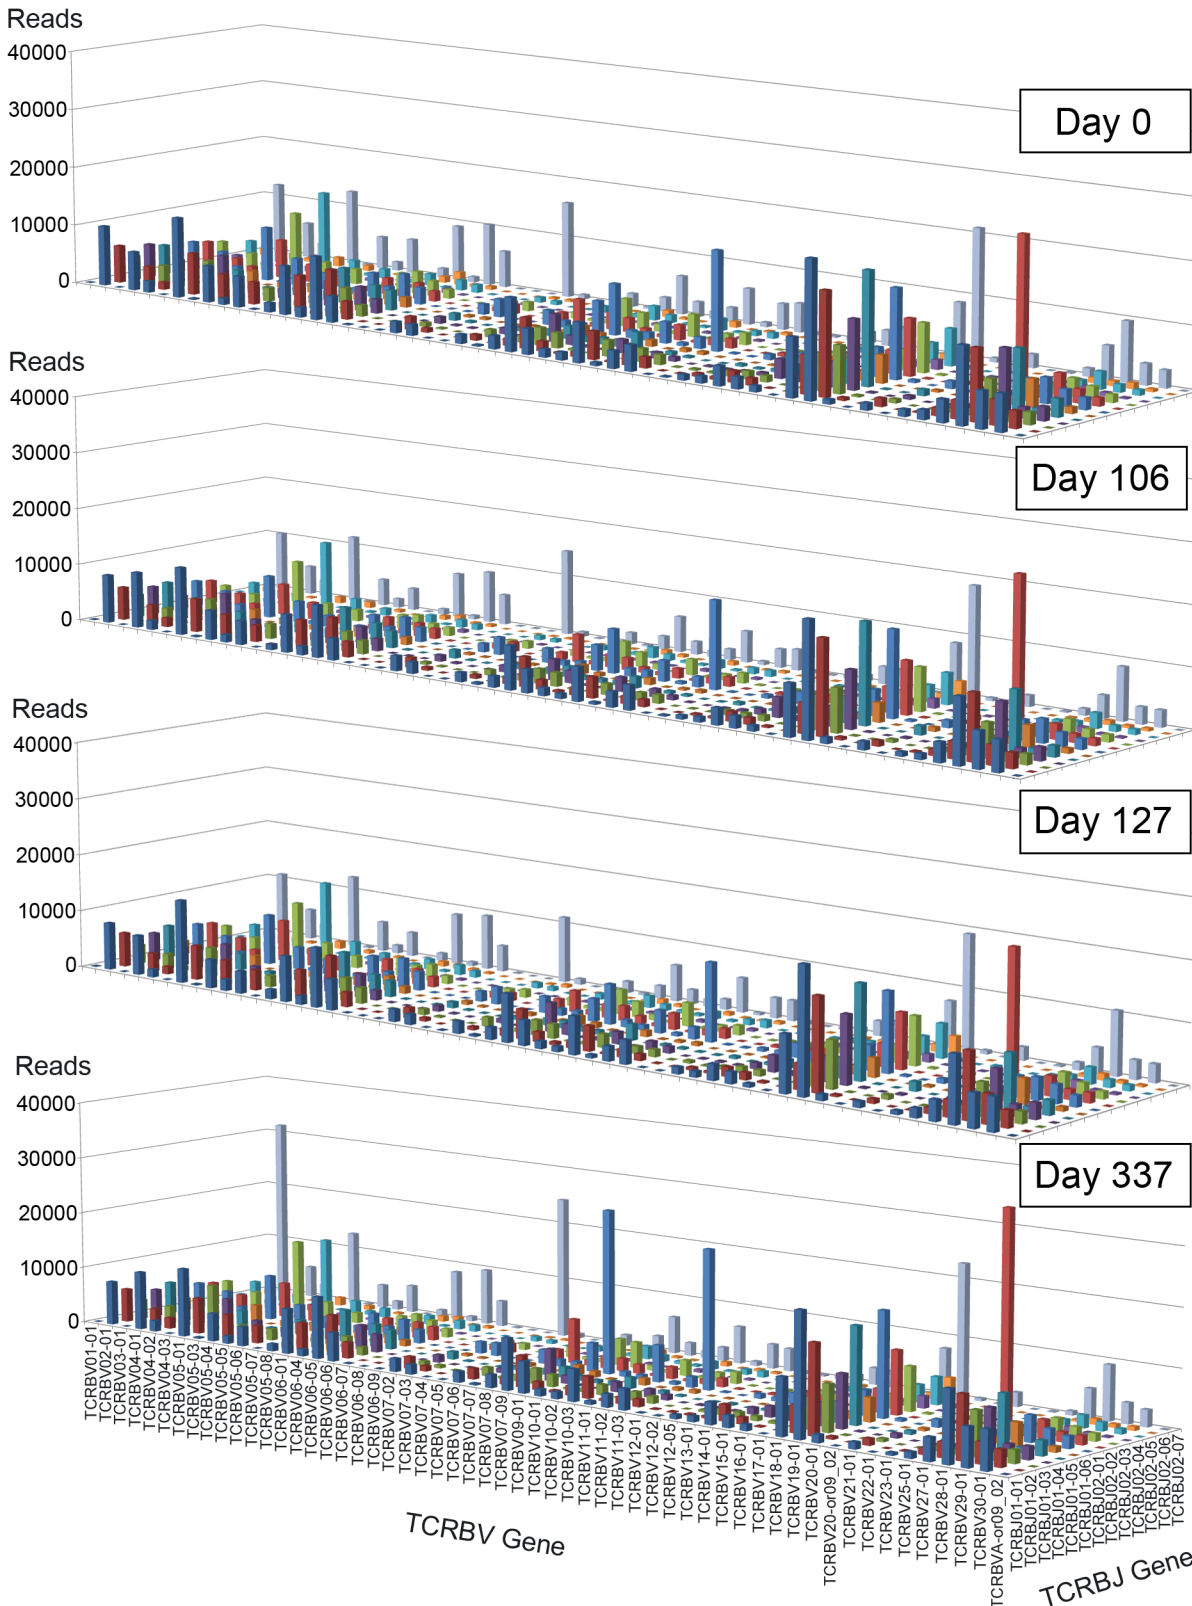 Reads
40000
30000
20000
10000
0
Day 0
Reads
40000
30000
20000
10000
0
Day 106
Reads
40000
30000
20000
10000
0
Day 127
Reads
40000
30000
20000
10000
0
Day 337
TCRBV01-01
TCRBV02-01
TCRBV03-01
TCRBV04-01
TCRBV04-02
TCRBV04-03
TCRBV05-01
TCRBV05-03
TCRBV05-04
TCRBV05-05
TCRBV05-06
TCRBV05-07
TCRBV05-08
TCRBV06-01
TCRBV06-04
TCRBV06-05
TCRBV06-06
TCRBV06-07
TCRBV06-08
TCRBV06-09
TCRBV07-02
TCRBV07-03
TCRBV07-04
TCRBV07-05
TCRBV07-06
TCRBV07-07
TCRBV07-08
TCRBV07-09
TCRBV09-01
TCRBV10-01
TCRBV10-02
TCRBV10-03
TCRBV11-01
TCRBV11-02
TCRBV11-03
TCRBV12-01
TCRBV12-02
TCRBV12-05
TCRBV13-01
TCRBV14-01
TCRBV15-01
TCRBV16-01
TCRBV17-01
TCRBV18-01
TCRBV19-01
TCRBV20-01
TCRBV20-or09_02
TCRBV21-01
TCRBV22-01
TCRBV23-01
TCRBV25-01
TCRBV27-01
TCRBV28-01
TCRBV29-01
TCRBV30-01
TCRBVA-or09_02
TCRBJ01-01
TCRBJ01-02
TCRBJ01-03
TCRBJ01-04
TCRBJ01-05
TCRBJ01-06
TCRBJ02-01
TCRBJ02-02
TCRBJ02-03
TCRBJ02-04
TCRBJ02-05
TCRBJ02-06
TCRBJ02-07
TCRBV Gene
TCRBJ Gene